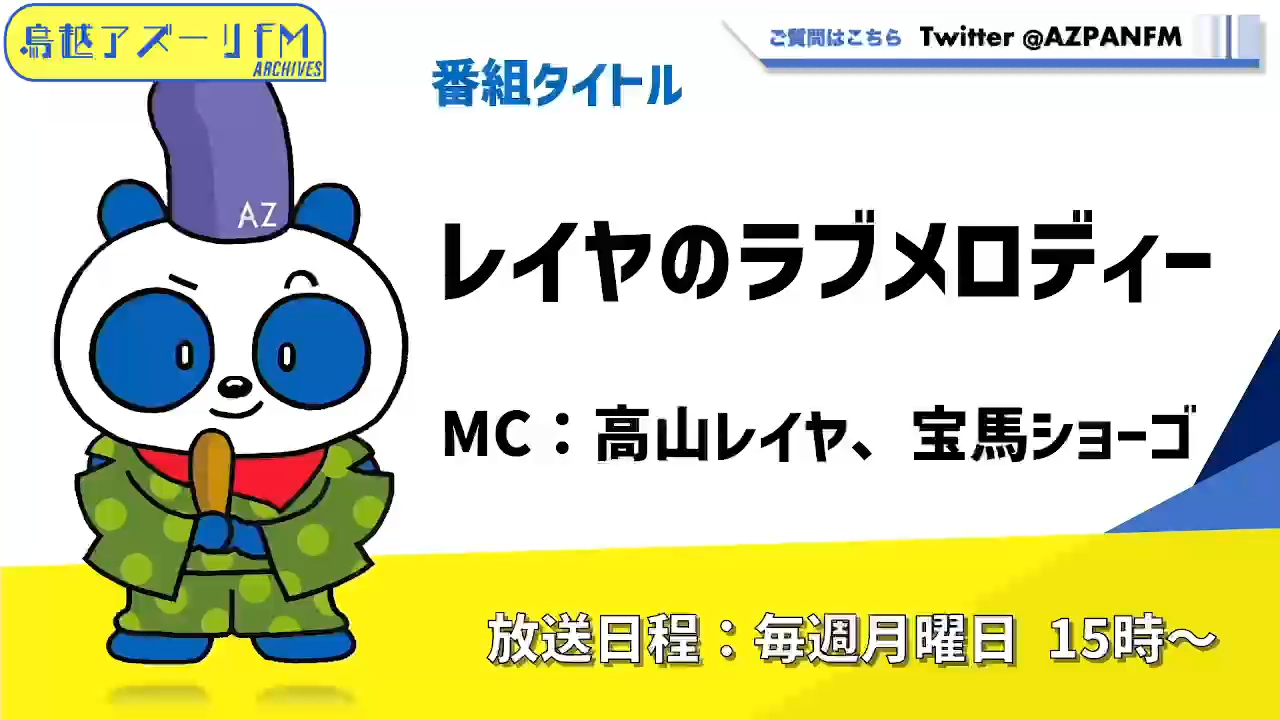 鳥越アズーリFM
ARCHIVES
ご質問はこちら Twitter @AZPANFM
番組タイトル
AZ
レイヤのラブメロディー
MC：高山レイヤ、宝馬ショーゴ
放送日程：毎週月曜日 15時～